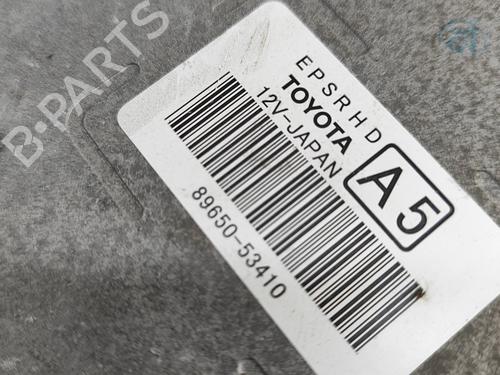 B-PARTS
EPSRHD
TOYOTA
12V-JAPAN
A5
89650-53410